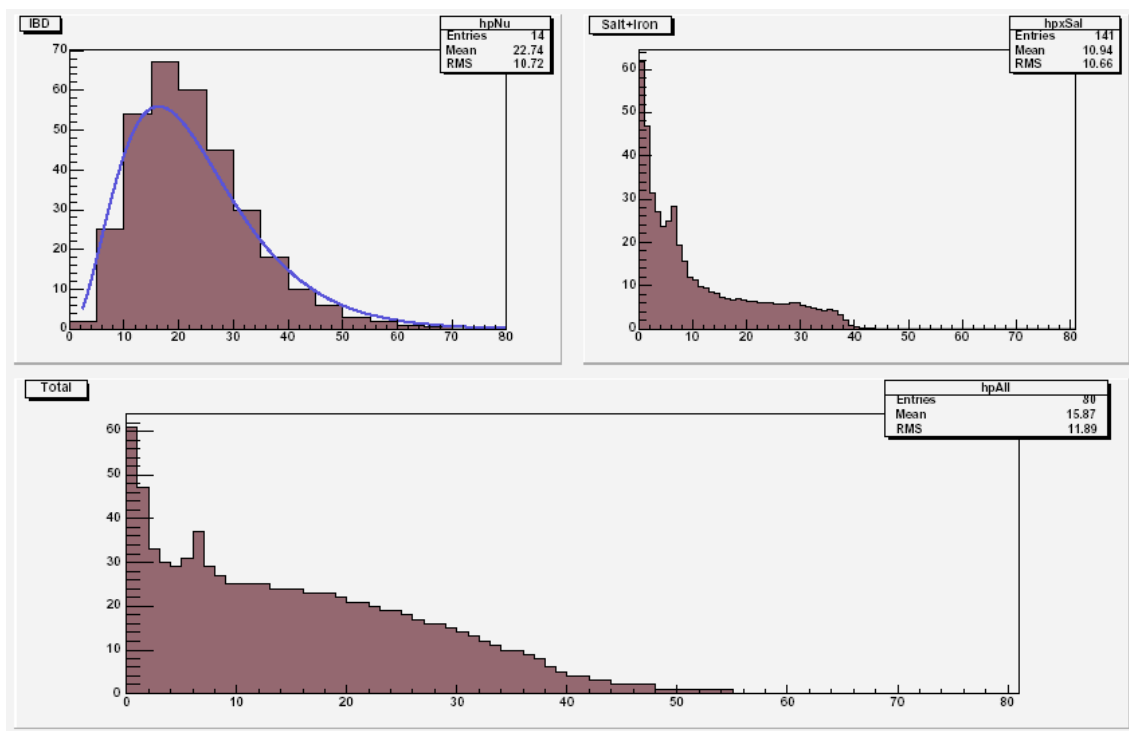 IBD
hpNu
Entries 14
Mean 22.74
RMS 10.72
70
60
50
40
30
20
10
0
0 10 20 30 40 50 60 70 80
Salt+Iron
hpxSal
Entries 141
Mean 10.94
RMS 10.66
60
50
40
30
20
10
0
0 10 20 30 40 50 60 70 80
Total
hpAll
Entries 80
Mean 15.87
RMS 11.89
60
50
40
30
20
10
0
0 10 20 30 40 50 60 70 80